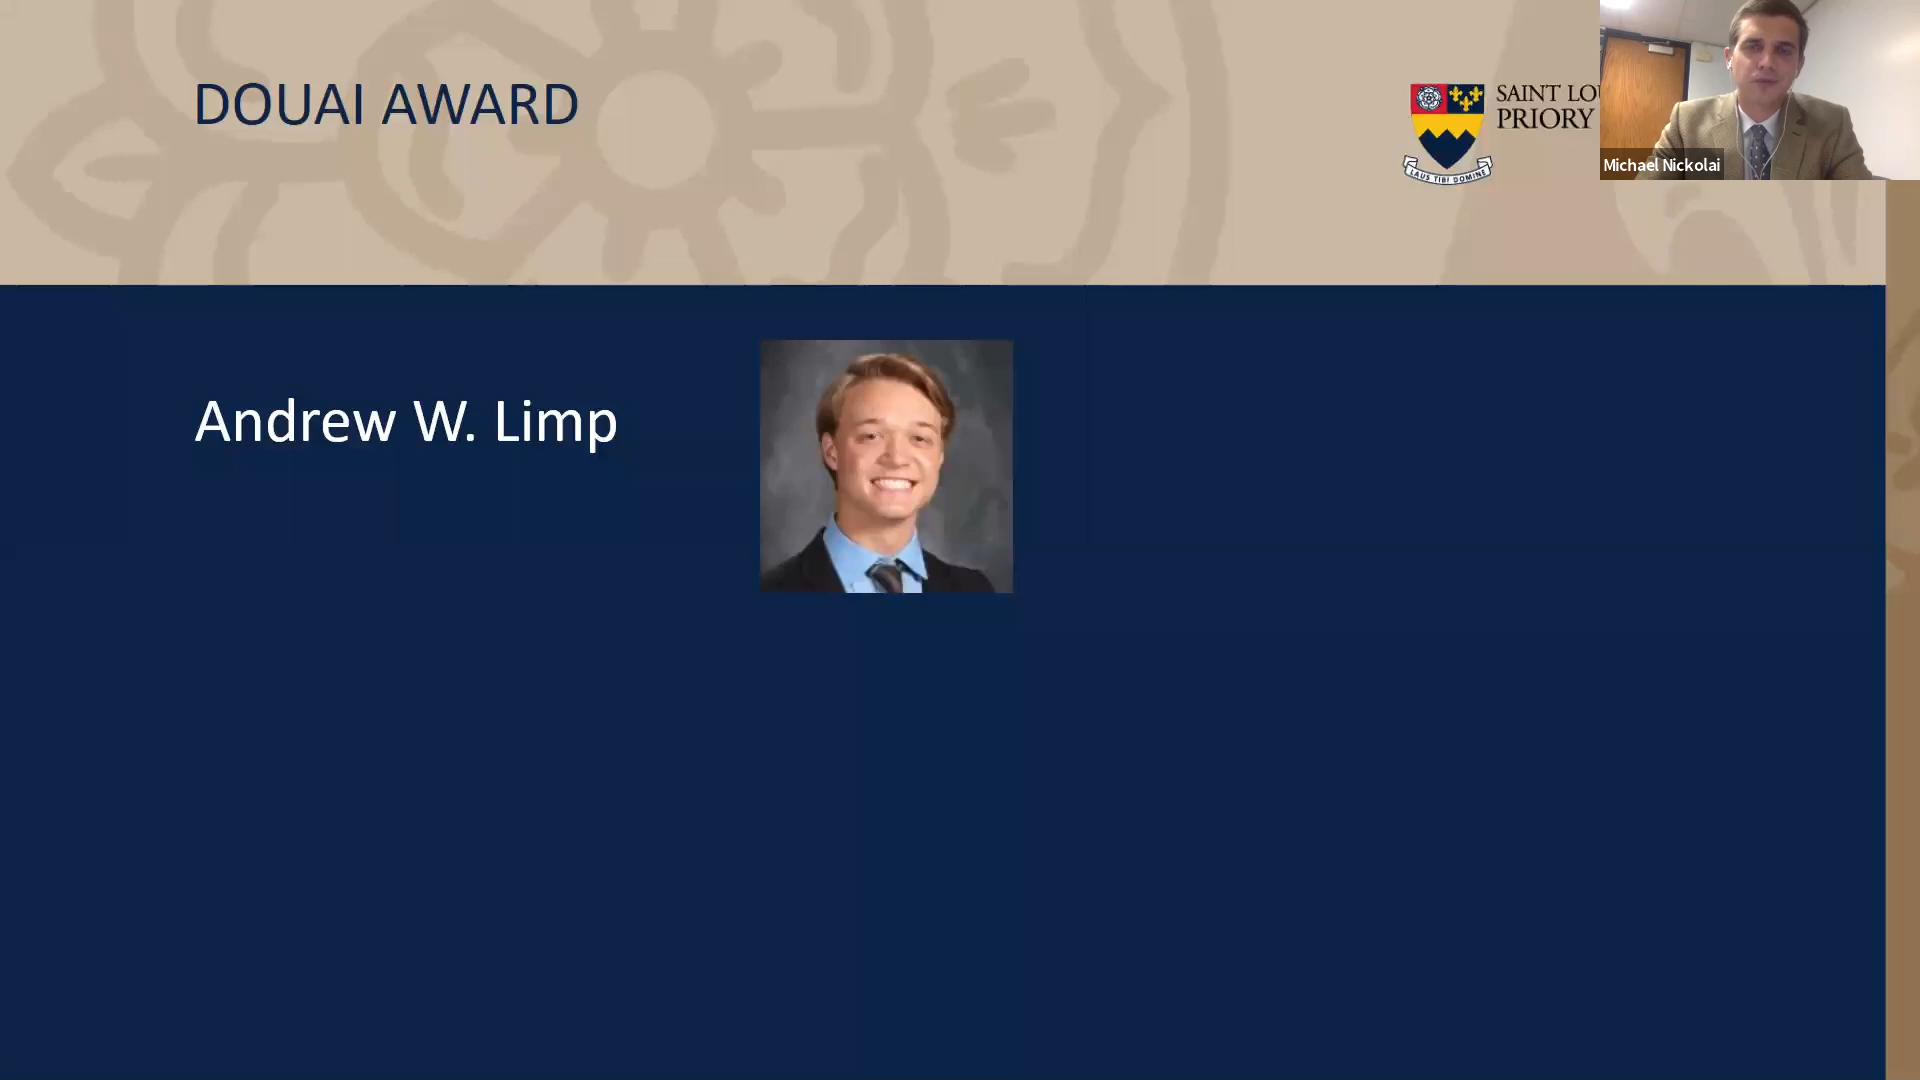 DOUAI AWARD
SAINT LOU
PRIORY
LAUS TIBI DOMINE
Michael Nickolai
Andrew W. Limp